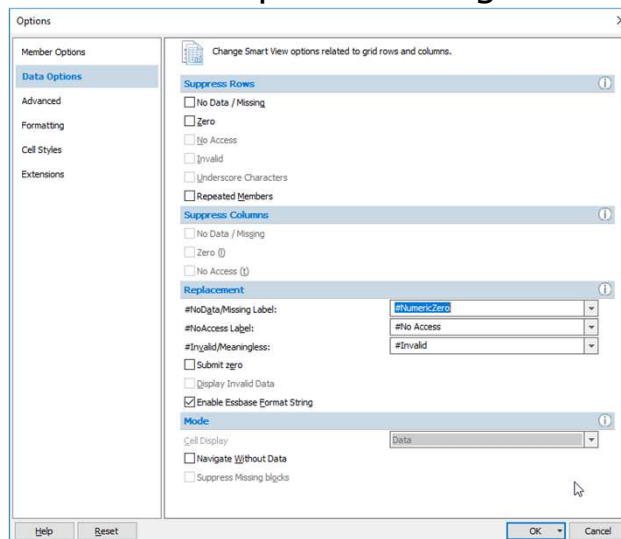 Options
Member Options
Data Options
Advanced
Formatting
Cell Styles
Extensions
Change Smart View options related to grid rows and columns.
Suppress Rows
No Data / Missing
Zero
No Access
Invalid
Underscore Characters
Repeated Members
Suppress Columns
No Data / Missing
Zero (l)
No Access (t)
Replacement
#NoData/Missing Label: #NumericZero
#NoAccess Label: #No Access
#Invalid/Meaningless: #Invalid
Submit zero
Display Invalid Data
Enable Essbase Format String
Mode
Cell Display Data
Navigate Without Data
Suppress Missing blocks
Help Reset OK Cancel